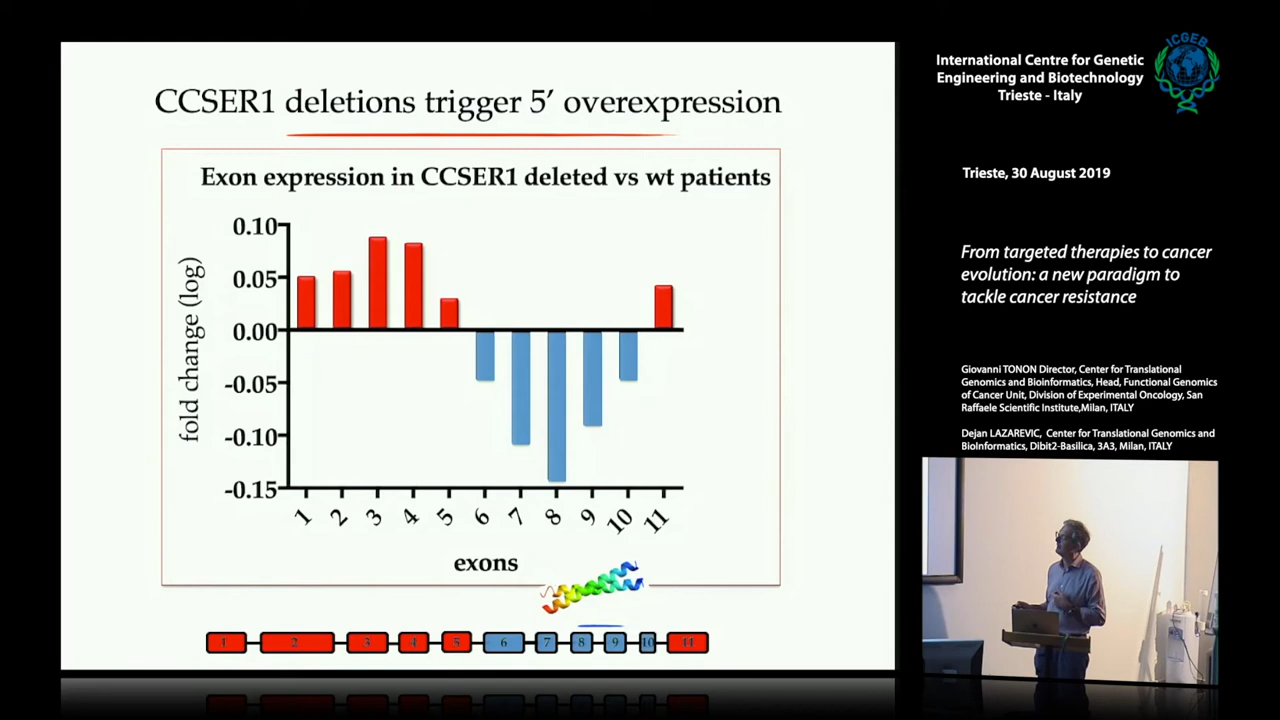 CCSER1 deletions trigger 5’ overexpression
Exon expression in CCSER1 deleted vs wt patients
fold change (log)
0.10
0.05
0.00
-0.05
-0.10
-0.15
1 2 3 4 5 6 7 8 9 10 11
exons
1 2 3 4 5 6 7 8 9 10 11
ICGEB
International Centre for Genetic
Engineering and Biotechnology
Trieste - Italy
Trieste, 30 August 2019
From targeted therapies to cancer
evolution: a new paradigm to
tackle cancer resistance
Giovanni TONON Director, Center for Translational
Genomics and Bioinformatics, Head, Functional Genomics
of Cancer Unit, Division of Experimental Oncology, San
Raffaele Scientific Institute,Milan, ITALY
Dejan LAZAREVIC, Center for Translational Genomics and
BioInformatics, Dibit2-Basilica, 3A3, Milan, ITALY